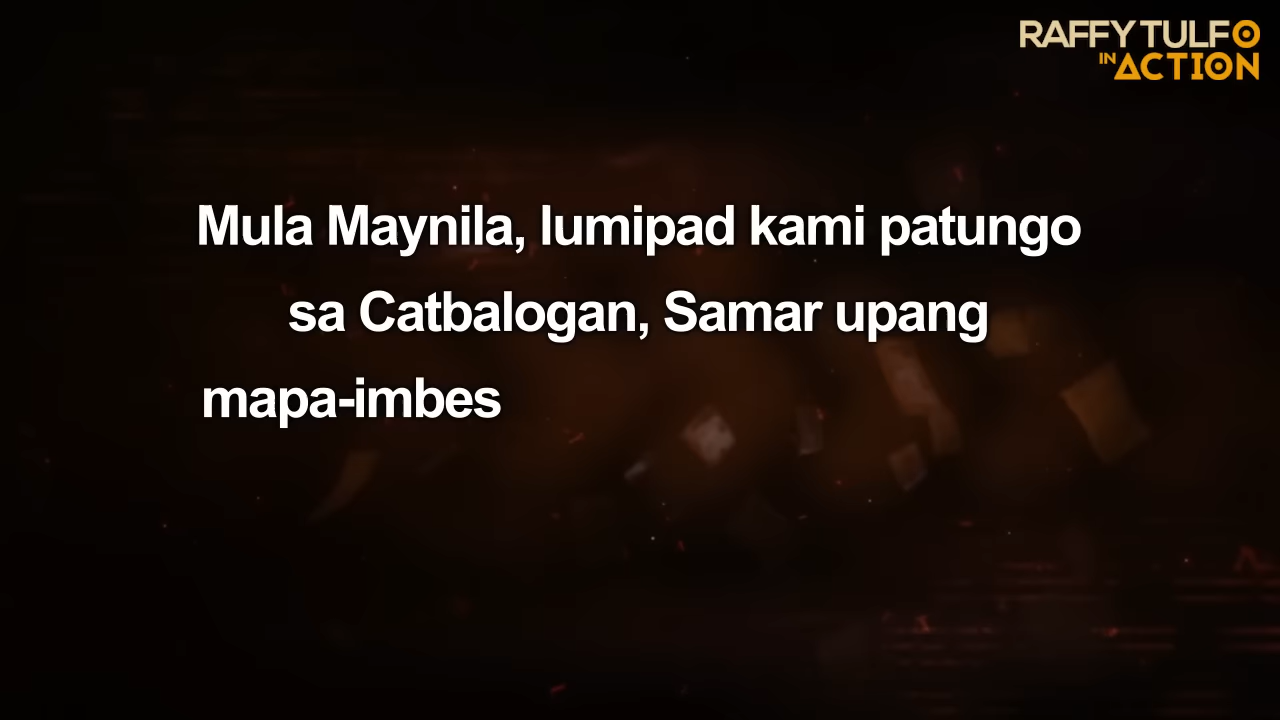 RAFFY TULFO
IN ACTION
Mula Maynila, lumipad kami patungo
sa Catbalogan, Samar upang
mapa-imbes